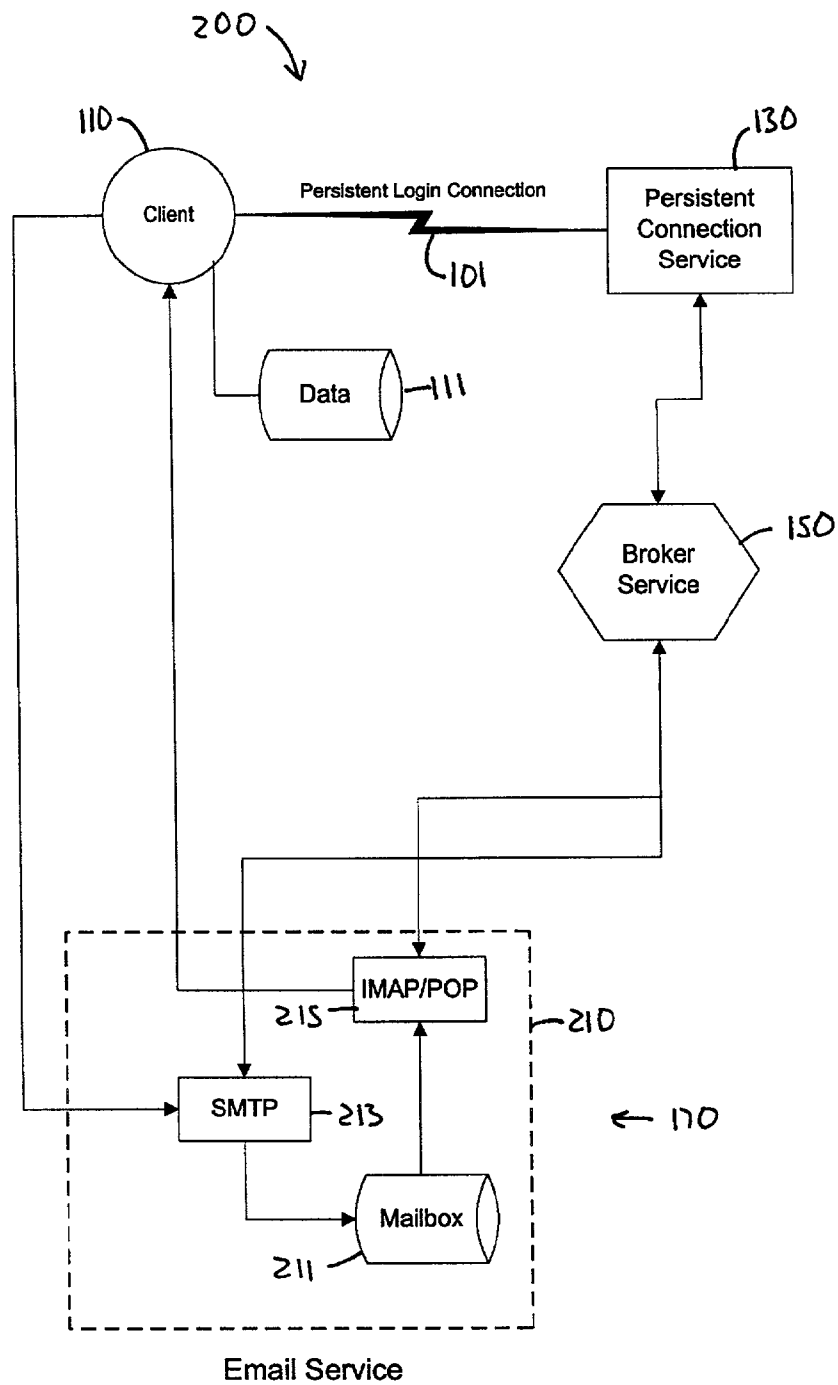 200
110
130
Client
Persistent Login Connection
Persistent
Connection
Service
101
Data
111
150
Broker
Service
IMAP/POP
215
210
SMTP
213
170
Mailbox
211
Email Service